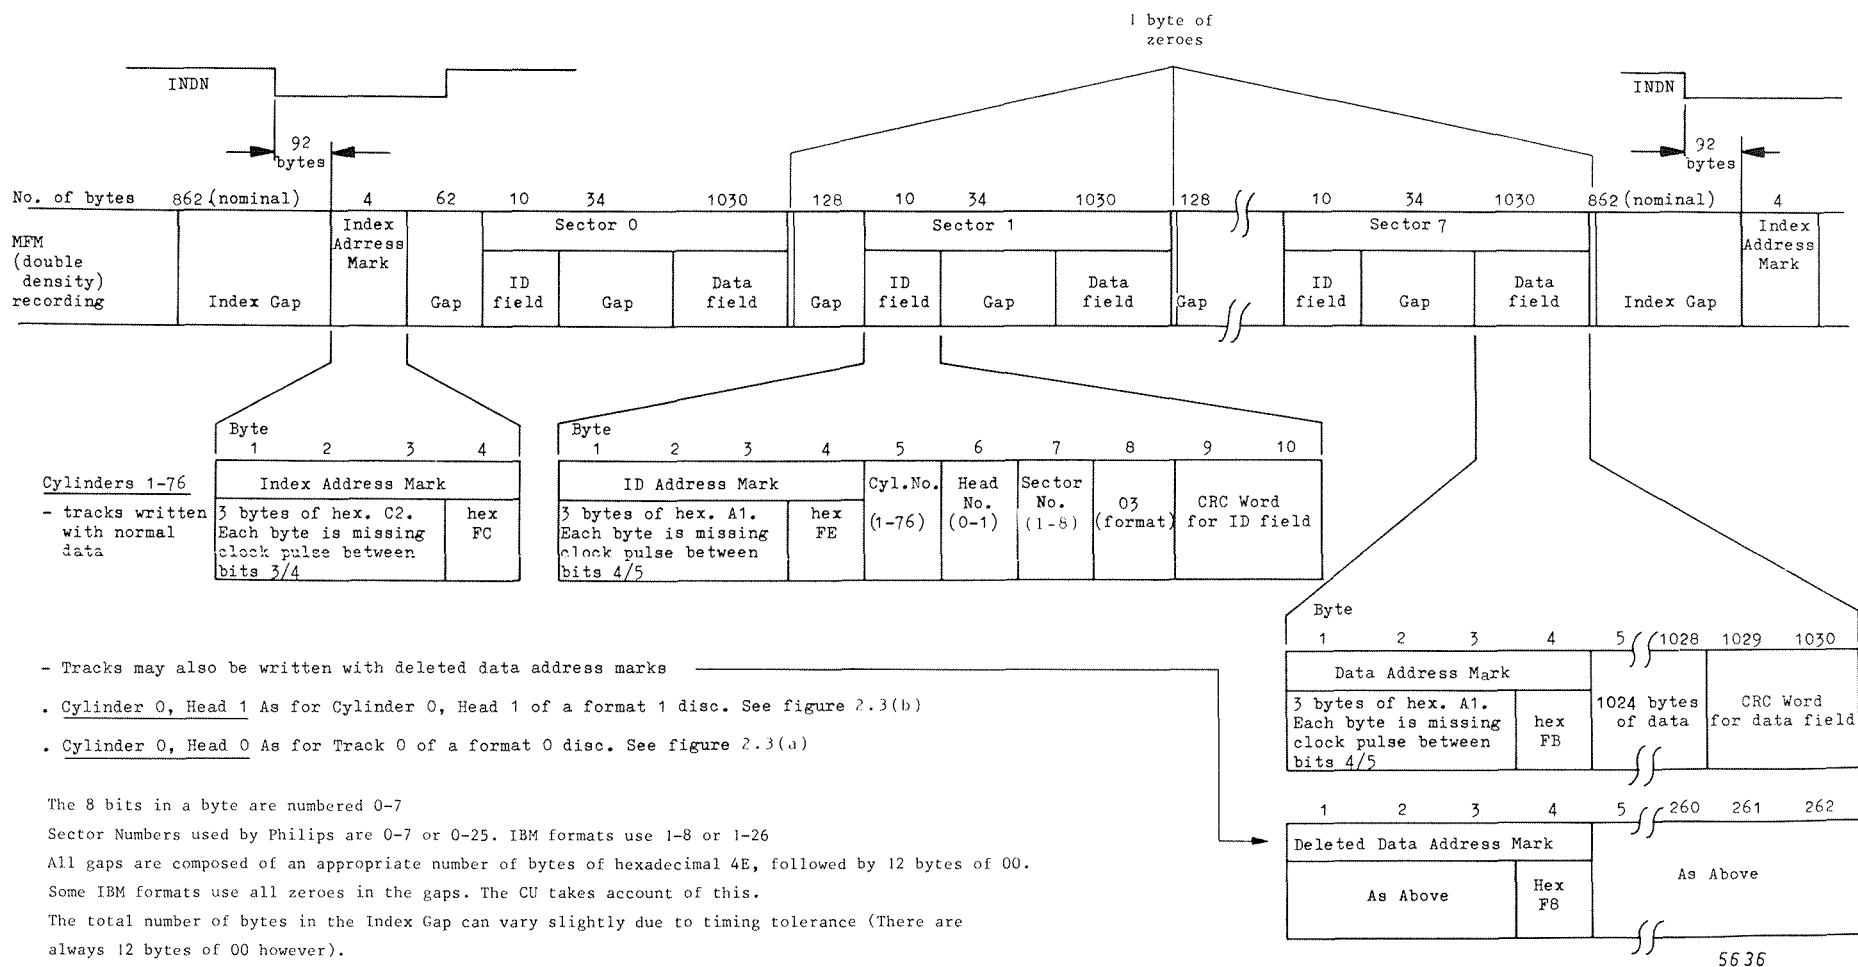 1 byte of
zeroes
INDN
INDN
92
bytes
92
bytes
No. of bytes 862 (nominal) 4 62 10 34 1030 128 10 34 1030 128 10 34 1030 862 (nominal) 4
MFM
(double
density)
recording
Index Gap
Index
Adrress
Mark
Gap
Sector 0
ID
field
Gap
Data
field
Gap
Sector 1
ID
field
Gap
Data
field
Gap
Sector 7
ID
field
Gap
Data
field
Index Gap
Index
Address
Mark
Byte
1 2 3 4
Cylinders 1-76
- tracks written
with normal
data
Index Address Mark
3 bytes of hex. C2.
Each byte is missing
clock pulse between
bits 3/4
hex
FC
Byte
1 2 3 4 5 6 7 8 9 10
ID Address Mark
3 bytes of hex. A1.
Each byte is missing
clock pulse between
bits 4/5
hex
FE
Cyl.No.
(1-76)
Head
No.
(0-1)
Sector
No.
(1-8)
03
(format)
CRC Word
for ID field
Byte
1 2 3 4 5 1028 1029 1030
Data Address Mark
3 bytes of hex. A1.
Each byte is missing
clock pulse between
bits 4/5
hex
FB
1024 bytes
of data
CRC Word
for data field
- Tracks may also be written with deleted data address marks
. Cylinder 0, Head 1 As for Cylinder 0, Head 1 of a format 1 disc. See figure 2.3(b)
. Cylinder 0, Head 0 As for Track 0 of a format 0 disc. See figure 2.3(a)
1 2 3 4 5 260 261 262
Deleted Data Address Mark
As Above
Hex
F8
As Above
The 8 bits in a byte are numbered 0-7
Sector Numbers used by Philips are 0-7 or 0-25. IBM formats use 1-8 or 1-26
All gaps are composed of an appropriate number of bytes of hexadecimal 4E, followed by 12 bytes of 00.
Some IBM formats use all zeroes in the gaps. The CU takes account of this.
The total number of bytes in the Index Gap can vary slightly due to timing tolerance (There are
always 12 bytes of 00 however).
5636